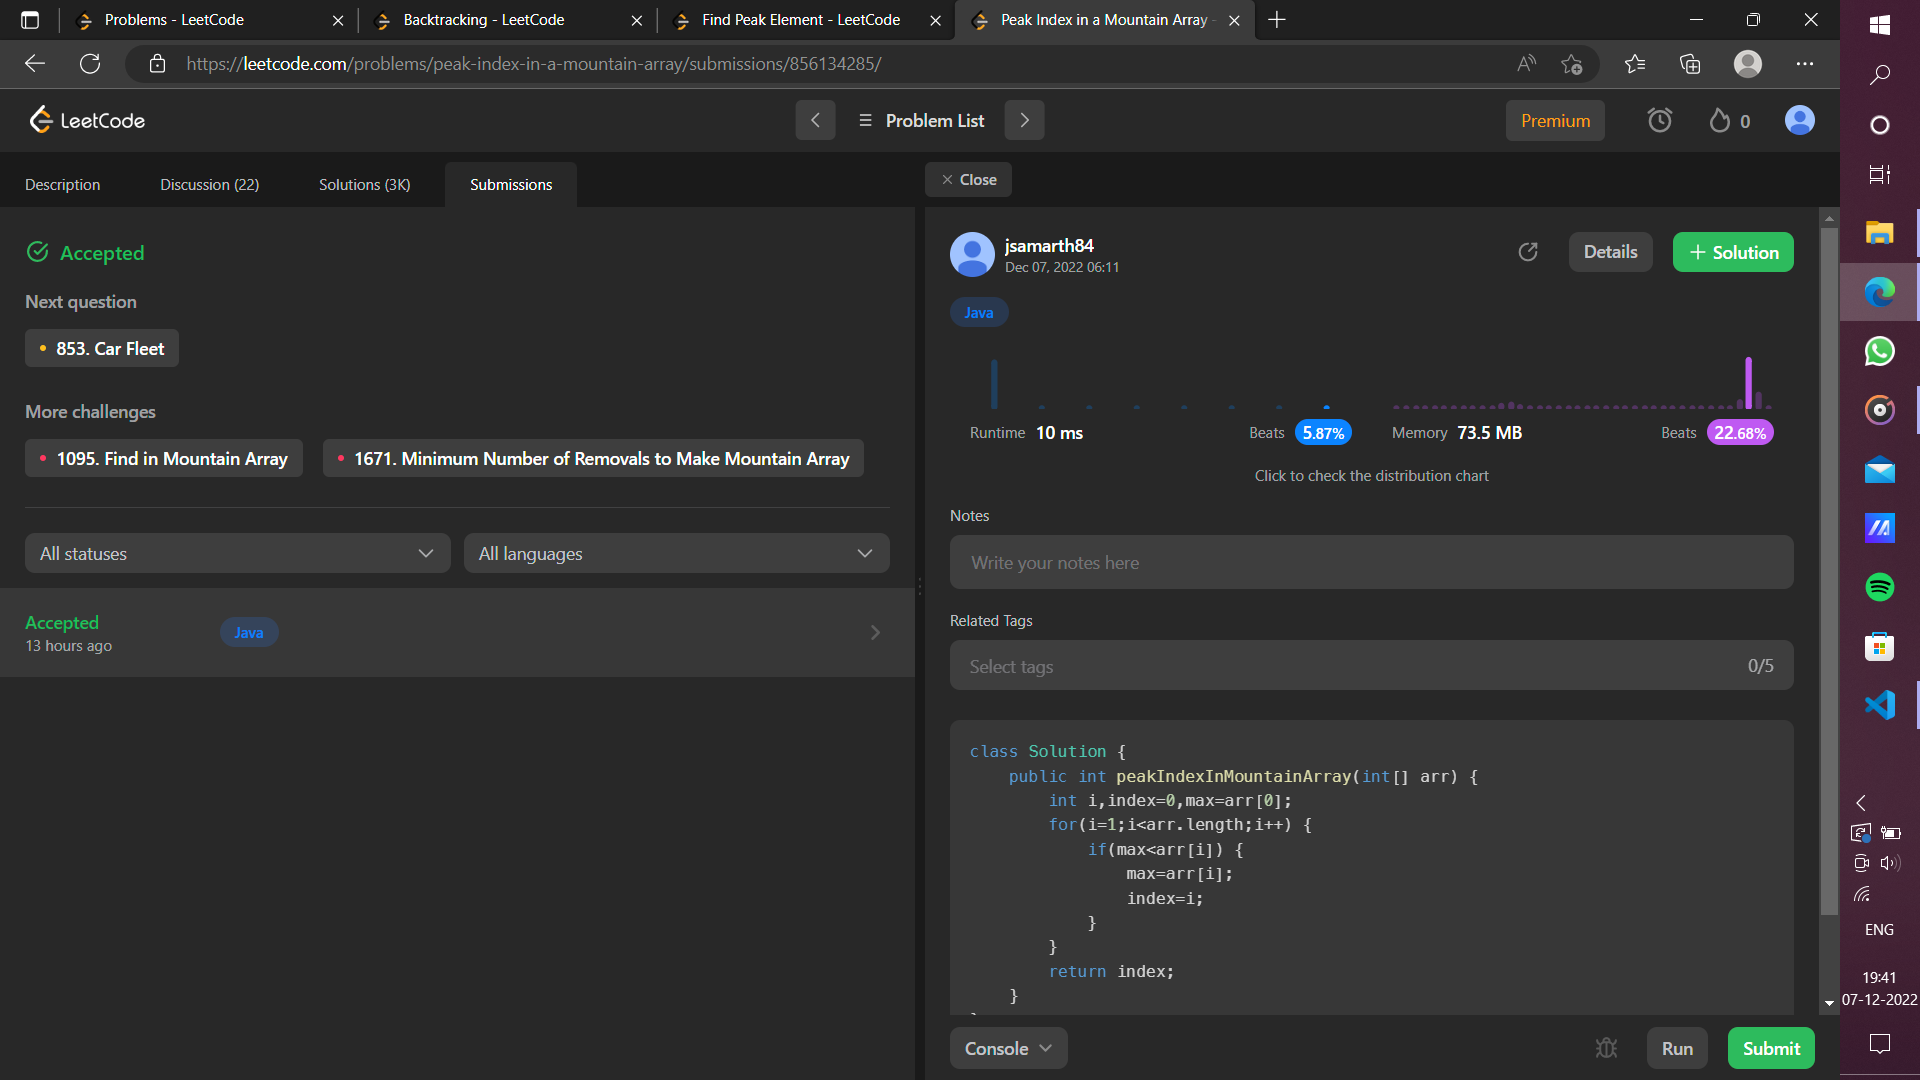 Problems - LeetCode
Backtracking - LeetCode
Find Peak Element - LeetCode
Peak Index in a Mountain Array -
https://leetcode.com/problems/peak-index-in-a-mountain-array/submissions/856134285/
LeetCode
Problem List
Premium
0
Description
Discussion (22)
Solutions (3K)
Submissions
Close
Accepted
Next question
853. Car Fleet
More challenges
1095. Find in Mountain Array
1671. Minimum Number of Removals to Make Mountain Array
All statuses
All languages
Accepted
13 hours ago
Java
jsamarth84
Dec 07, 2022 06:11
Details
+ Solution
Java
Runtime 10 ms
Beats 5.87%
Memory 73.5 MB
Beats 22.68%
Click to check the distribution chart
Notes
Write your notes here
Related Tags
Select tags
0/5
class Solution {
public int peakIndexInMountainArray(int[] arr) {
int i,index=0,max=arr[0];
for(i=1;i<arr.length;i++) {
if(max<arr[i]) {
max=arr[i];
index=i;
}
}
return index;
}
Console
Run
Submit
ENG
19:41
07-12-2022